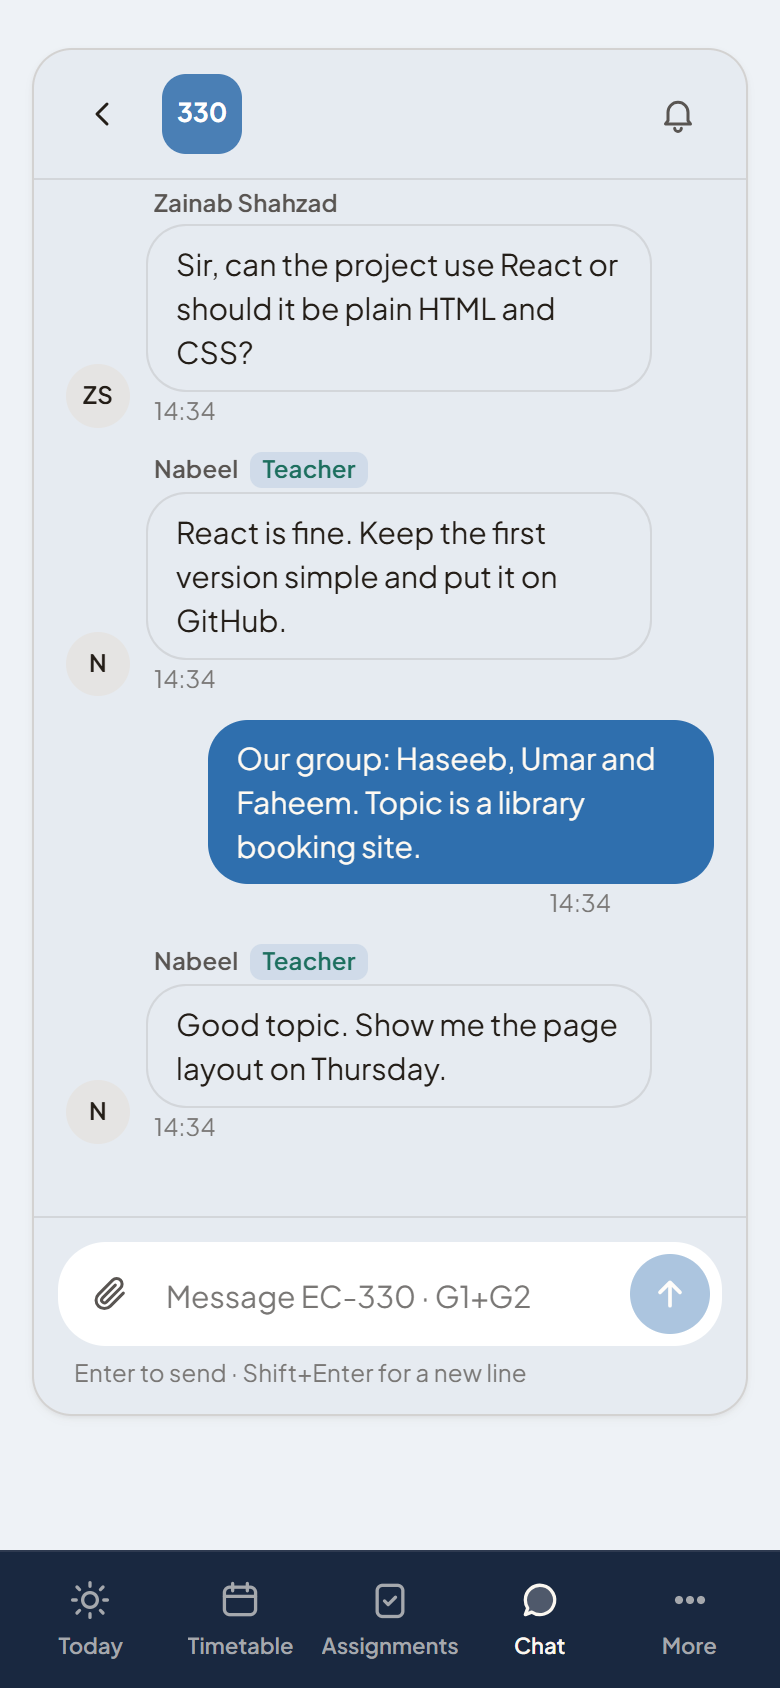 330
Zainab Shahzad
Sir, can the project use React or
should it be plain HTML and
CSS?
ZS
14:34
Nabeel Teacher
React is fine. Keep the first
version simple and put it on
GitHub.
N
14:34
Our group: Haseeb, Umar and
Faheem. Topic is a library
booking site.
14:34
Nabeel Teacher
Good topic. Show me the page
layout on Thursday.
N
14:34
Message EC-330 · G1+G2
Enter to send · Shift+Enter for a new line
Today Timetable Assignments Chat More